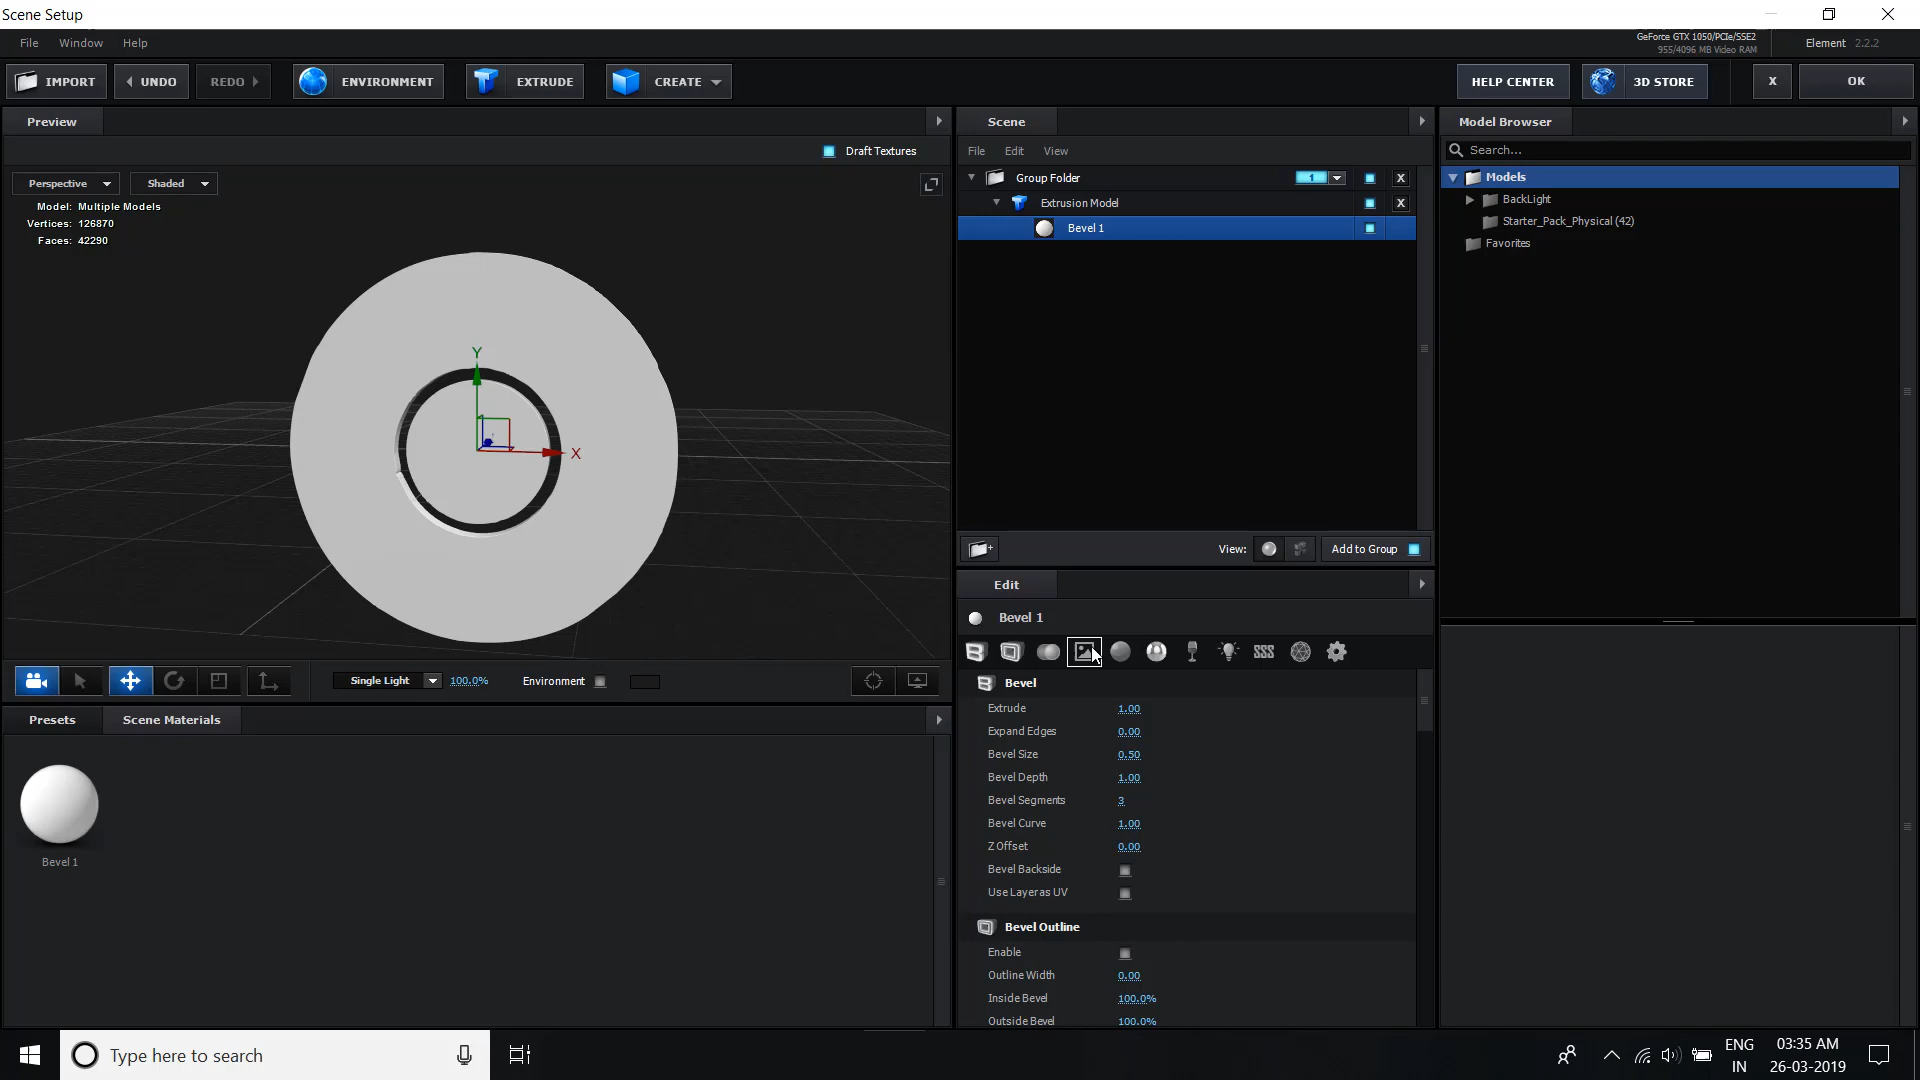 Scene Setup
File Window Help
GeForce GTX 1050/PCIe/SSE2
955/4096 MB Video RAM
Element 2.2.2
IMPORT UNDO REDO ENVIRONMENT EXTRUDE CREATE HELP CENTER 3D STORE X OK
Preview
Draft Textures
Perspective Shaded
Model: Multiple Models
Vertices: 126870
Faces: 42290
Y
X
Single Light 100.0% Environment
Presets Scene Materials
Bevel 1
Scene
File Edit View
Group Folder 1 X
Extrusion Model X
Bevel 1
View: Add to Group
Edit
Bevel 1
SSS
Bevel
Extrude 1.00
Expand Edges 0.00
Bevel Size 0.50
Bevel Depth 1.00
Bevel Segments 3
Bevel Curve 1.00
Z Offset 0.00
Bevel Backside
Use Layer as UV
Bevel Outline
Enable
Outline Width 0.00
Inside Bevel 100.0%
Outside Bevel 100.0%
Model Browser
Search...
Models
BackLight
Starter_Pack_Physical (42)
Favorites
Type here to search
ENG
IN
03:35 AM
26-03-2019